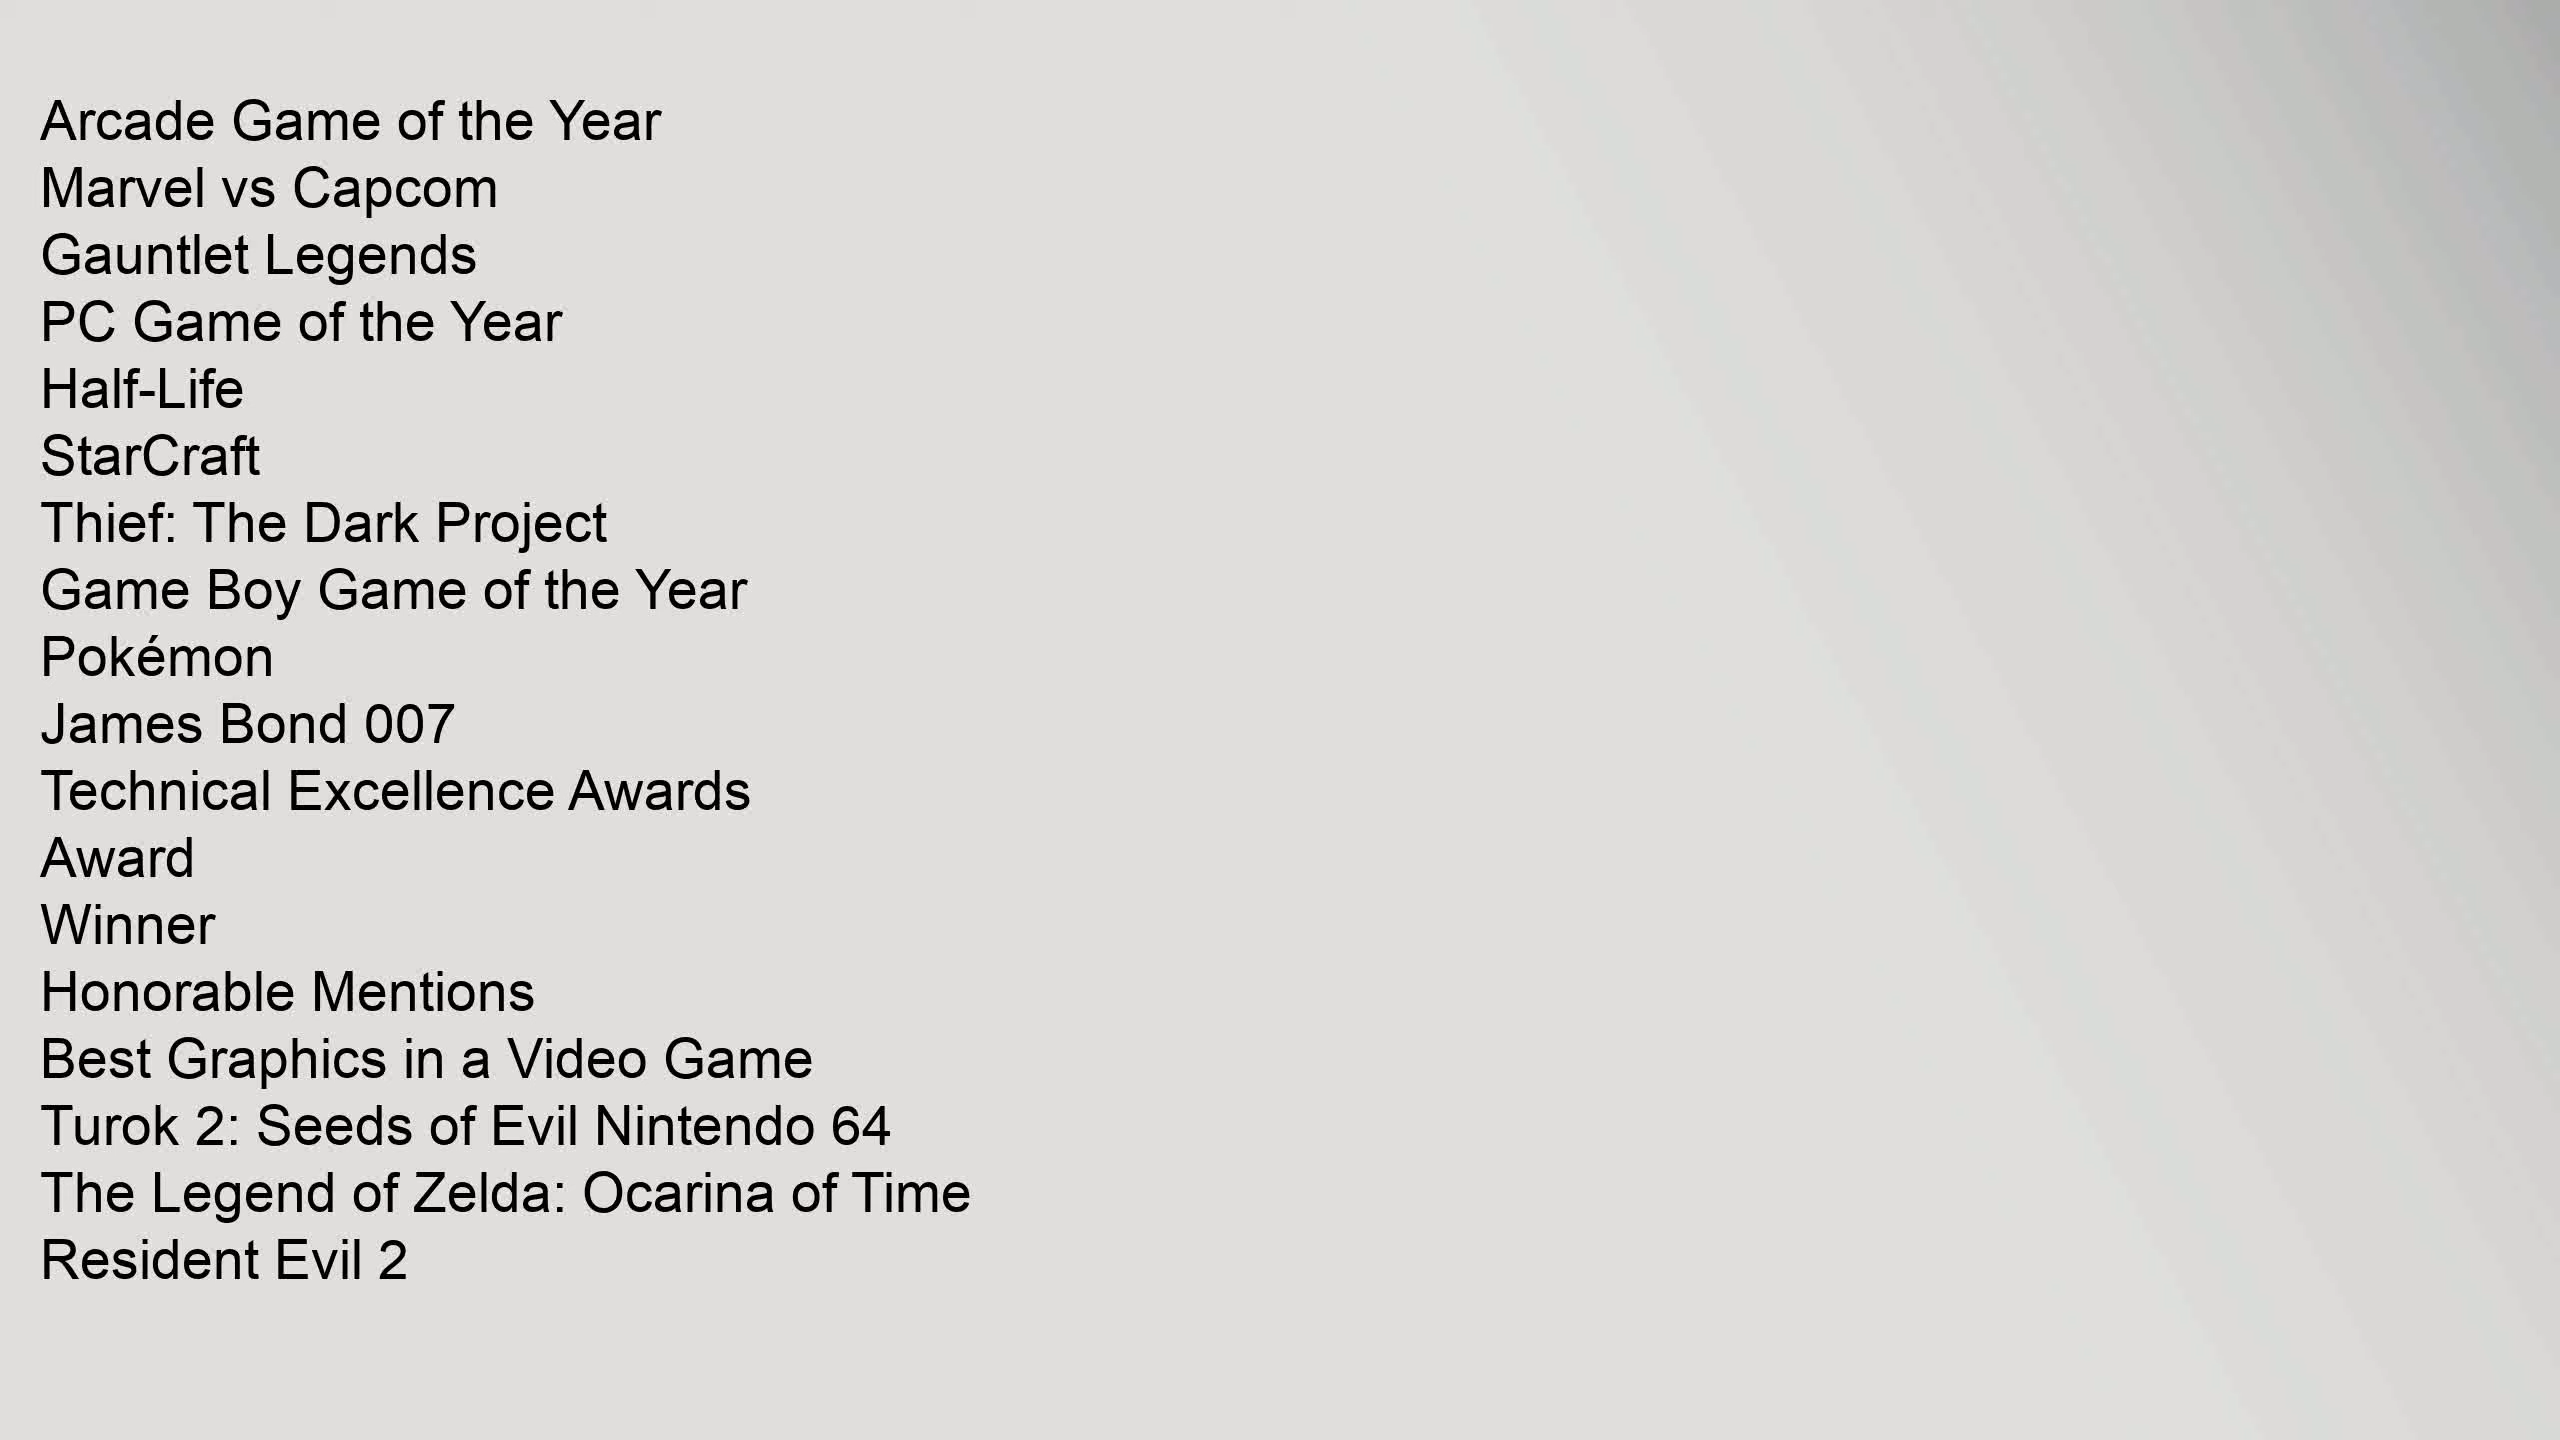 Arcade Game of the Year
Marvel vs Capcom
Gauntlet Legends
PC Game of the Year
Half-Life
StarCraft
Thief: The Dark Project
Game Boy Game of the Year
Pokémon
James Bond 007
Technical Excellence Awards
Award
Winner
Honorable Mentions
Best Graphics in a Video Game
Turok 2: Seeds of Evil Nintendo 64
The Legend of Zelda: Ocarina of Time
Resident Evil 2